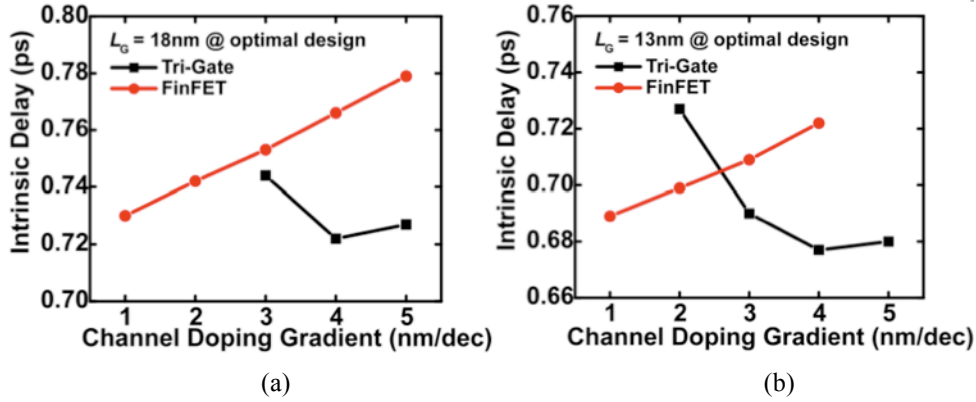 0.80
0.78
0.76
0.74
0.72
0.70
Intrinsic Delay (ps)
LG = 18nm @ optimal design
Tri-Gate
FinFET
1 2 3 4 5
Channel Doping Gradient (nm/dec)
(a)
0.76
0.74
0.72
0.70
0.68
0.66
Intrinsic Delay (ps)
LG = 13nm @ optimal design
Tri-Gate
FinFET
1 2 3 4 5
Channel Doping Gradient (nm/dec)
(b)